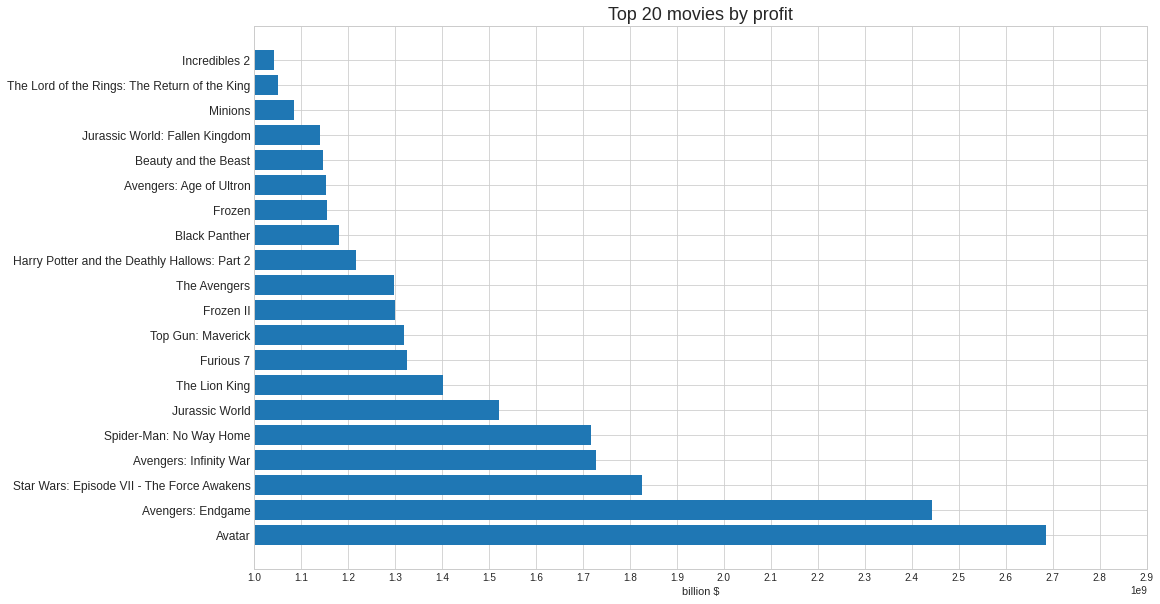 Top 20 movies by profit
Incredibles 2
The Lord of the Rings: The Return of the King
Minions
Jurassic World: Fallen Kingdom
Beauty and the Beast
Avengers: Age of Ultron
Frozen
Black Panther
Harry Potter and the Deathly Hallows: Part 2
The Avengers
Frozen II
Top Gun: Maverick
Furious 7
The Lion King
Jurassic World
Spider-Man: No Way Home
Avengers: Infinity War
Star Wars: Episode VII - The Force Awakens
Avengers: Endgame
Avatar
1.0 1.1 1.2 1.3 1.4 1.5 1.6 1.7 1.8 1.9 2.0 2.1 2.2 2.3 2.4 2.5 2.6 2.7 2.8 2.9
billion $ 1e9